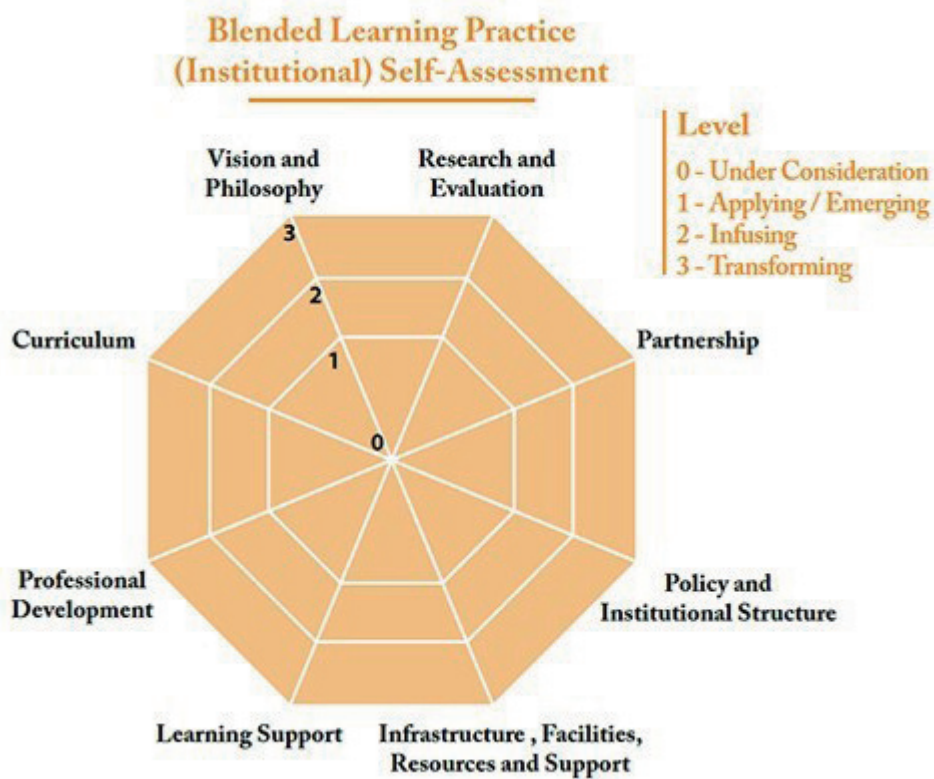 Blended Learning Practice
(Institutional) Self-Assessment
Level
0 - Under Consideration
1 - Applying / Emerging
2 - Infusing
3 - Transforming
Vision and
Philosophy
Research and
Evaluation
3
2
1
0
Curriculum
Partnership
Professional
Development
Policy and
Institutional Structure
Learning Support
Infrastructure , Facilities,
Resources and Support